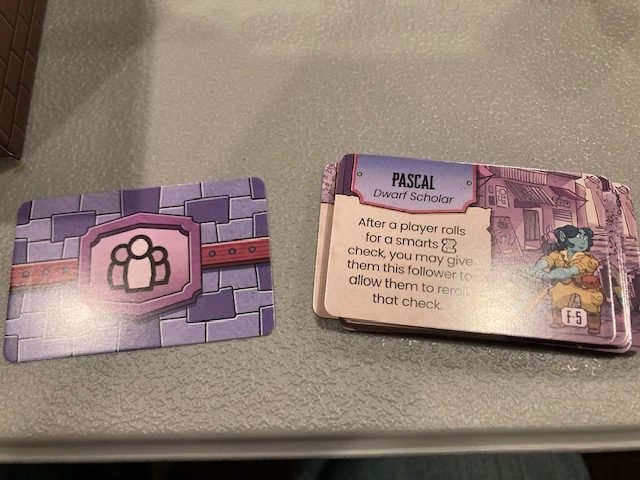 PASCAL
Dwarf Scholar
After a player rolls
for a smarts
check, you may give
them this follower to
allow them to reroll
that check.
F-5